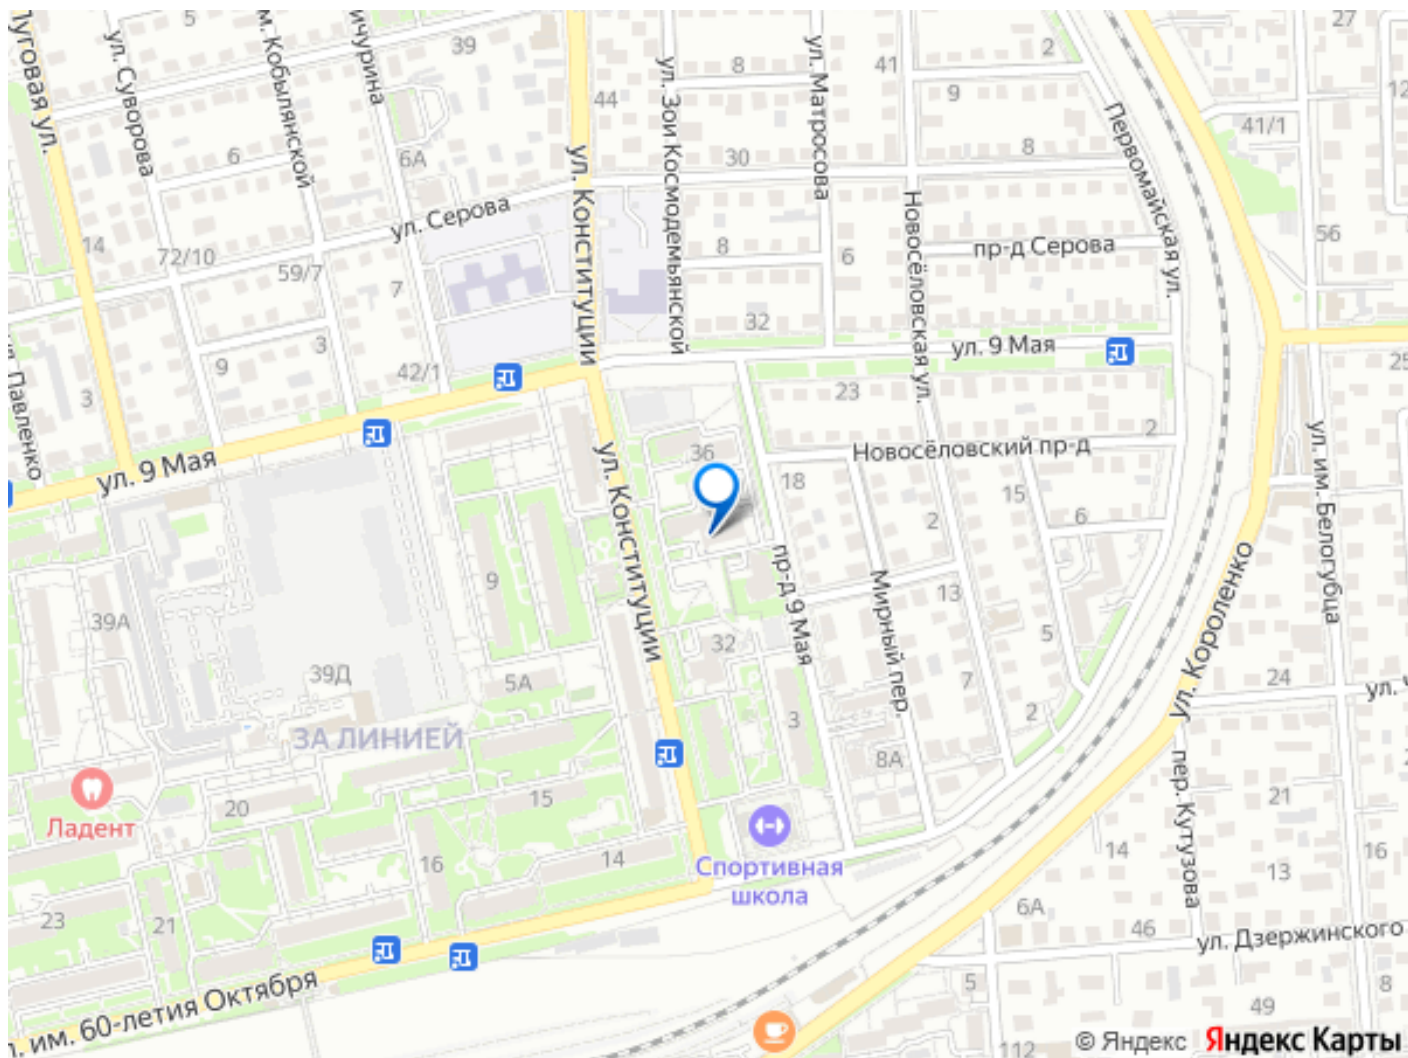 Луговая ул.
ул. Суворова
м. Кобылянской
ичурина
39
5
6А
6
44
ул. Зои Космодемьянской
8
ул. Матросова
41
2
9
27
12
41/1
Первомайская ул.
8
30
ул. Конституции
ул. Серова
14
72/10
59/7
7
8
6
Новосёловская ул.
пр-д Серова
56
32
ул. 9 Мая
3
9
42/1
л. Павленко
3
23
25
ул. 9 Мая
36
2
Новосёловский пр-д
18
15
ул. Конституции
ул. им. Белогубца
2
6
пр-д 9 Мая
9
39А
13
Мирный пер.
ул. Короленко
5
32
39Д
5А
7
24
ул. Ч
2
3
ЗА ЛИНИЕЙ
8А
пер. Кутузова
2
20
15
21
Ладент
16
14
Спортивная
школа
14
13
16
23
21
6А
46
ул. Дзержинского
л. им. 60-летия Октября
5
8
49
112
© Яндекс Яндекс Карты